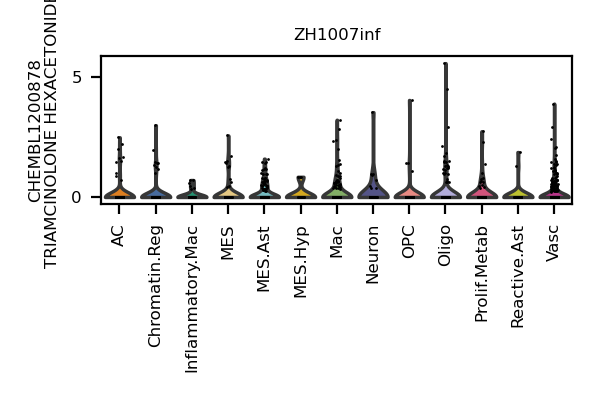 ZH1007inf
CHEMBL1200878
TRIAMCINOLONE HEXACETONIDE
5
0
AC
Chromatin.Reg
Inflammatory.Mac
MES
MES.Ast
MES.Hyp
Mac
Neuron
OPC
Oligo
Prolif.Metab
Reactive.Ast
Vasc